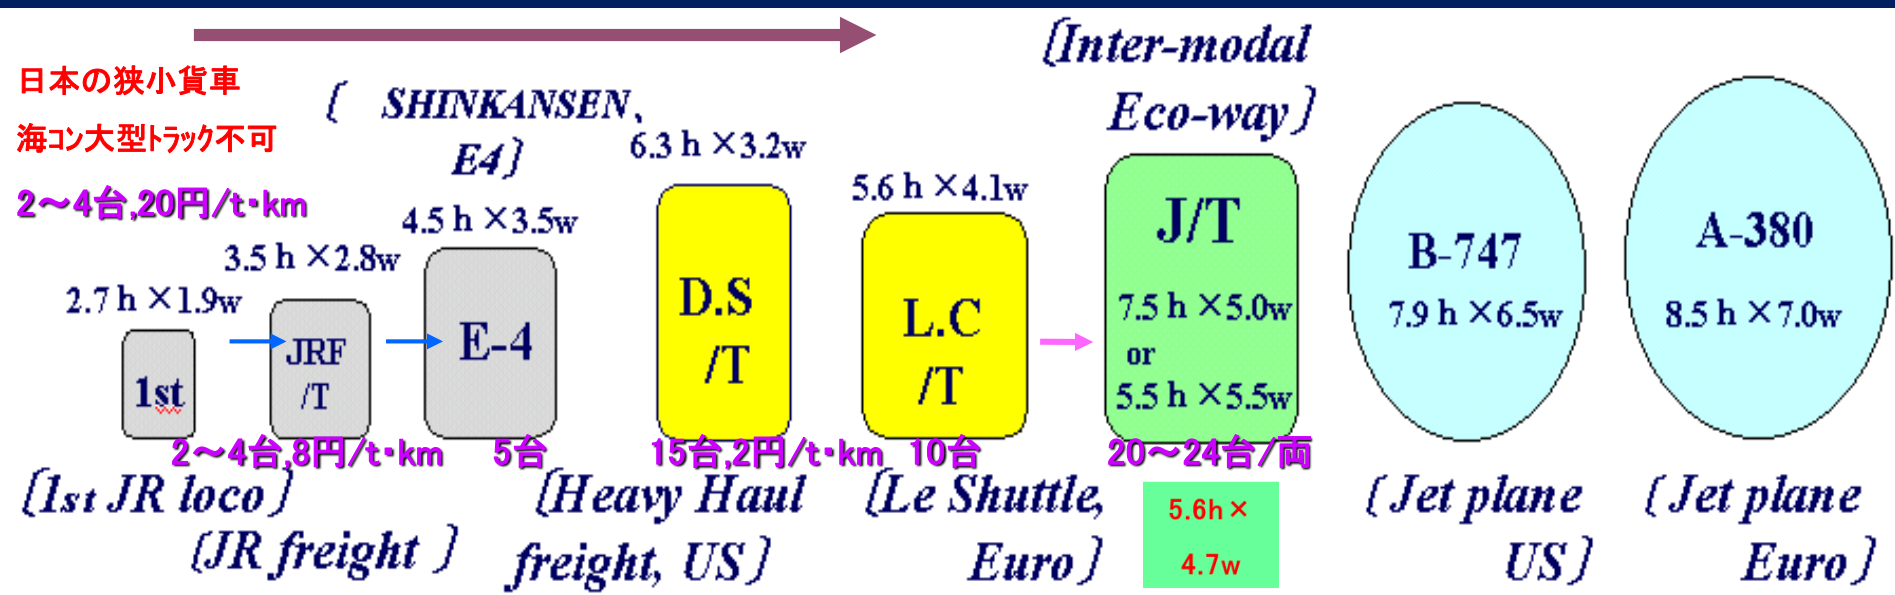 日本の狭小貨車
海コン大型トラック不可
2～4台,20円/t・km
〔 SHINKANSEN、
E4〕
〔Inter-modal
Eco-way〕
2.7 h ×1.9w
3.5 h ×2.8w
4.5 h ×3.5w
6.3 h ×3.2w
5.6 h ×4.1w
1st
JRF
/T
E-4
D.S
/T
L.C
/T
J/T
7.5 h ×5.0w
or
5.5 h ×5.5w
B-747
7.9 h ×6.5w
A-380
8.5 h ×7.0w
2～4台,8円/t・km
5台
15台,2円/t・km
10台
20～24台/両
〔1st JR loco〕
〔JR freight 〕
〔Heavy Haul
freight, US〕
〔Le Shuttle,
Euro〕
5.6h×
4.7w
〔Jet plane
US〕
〔Jet plane
Euro〕